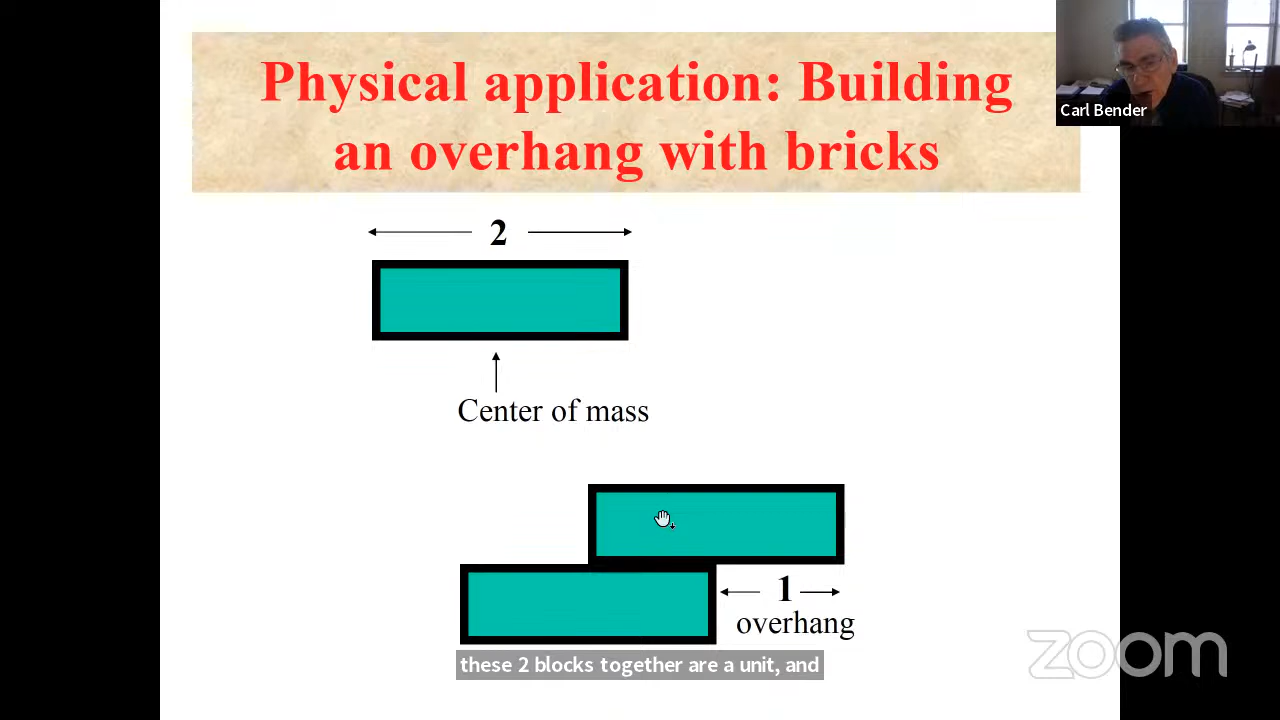 Physical application: Building
an overhang with bricks
Carl Bender
2
Center of mass
1
overhang
these 2 blocks together are a unit, and
zoom